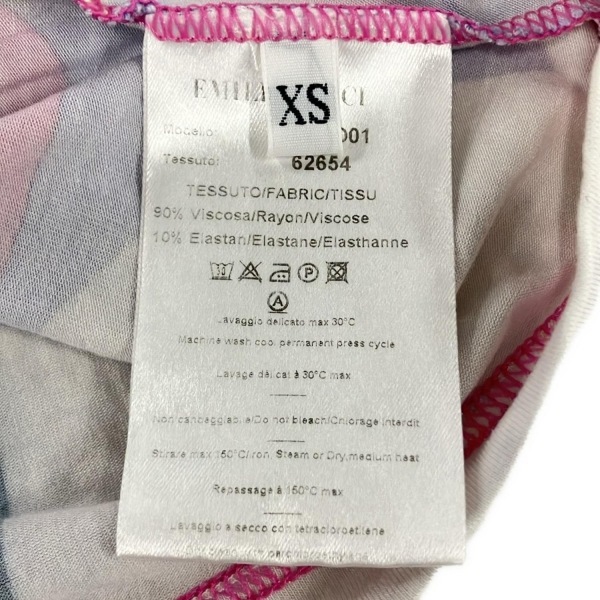 XS
Modello:
Tessuto: 62654
TESSUTO/FABRIC/TISSU
90% Viscosa/Rayon/Viscose
10% Elastan/Elastane/Elasthanne
A
Lavaggio delicato max 30°C
Machine wash cool permanent press cycle
Lavage délicat à 30°C max
Non candeggiabile/Do not bleach/Chlorage interdit
Stirare max 150°C/Iron, Steam or Dry,medium heat
Repassage à 150°C max
Lavaggio a secco con tetracloroetilene